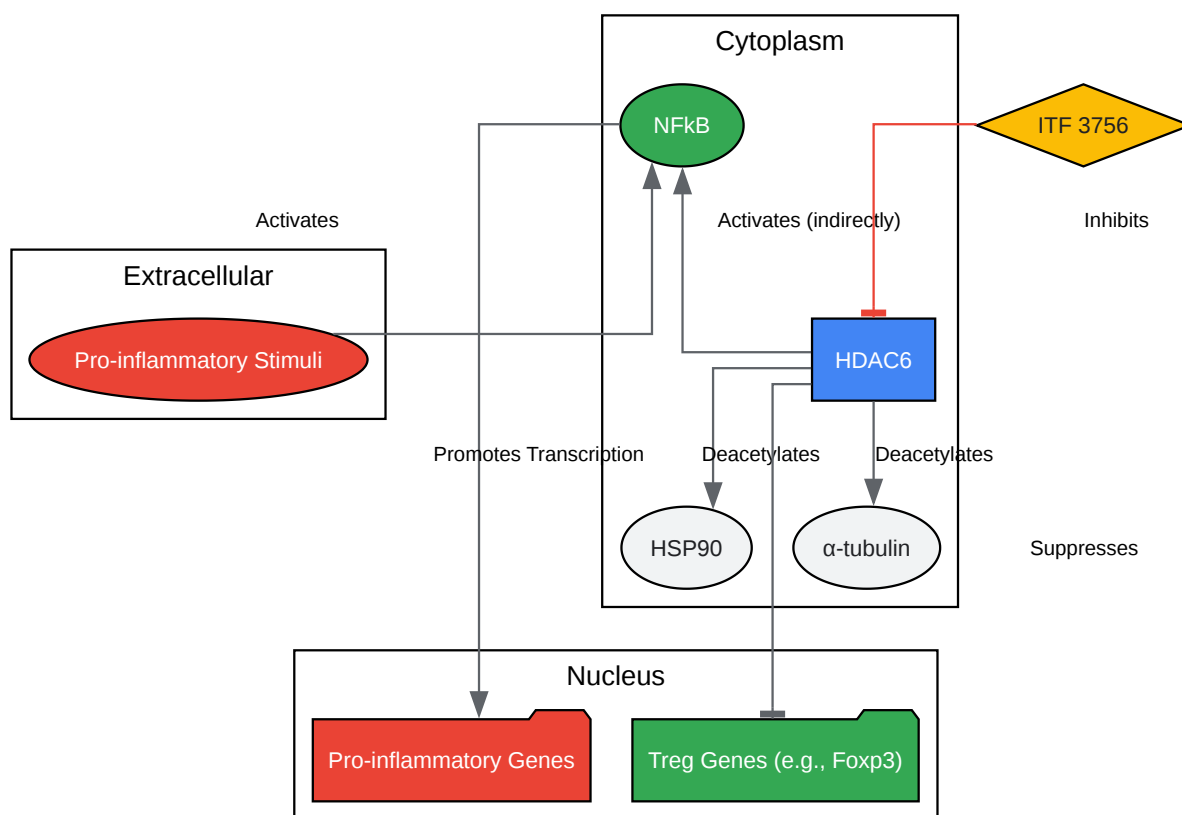 Cytoplasm
NFkB
ITF 3756
Activates
Activates (indirectly)
Inhibits
Extracellular
Pro-inflammatory Stimuli
HDAC6
Promotes Transcription
Deacetylates
Deacetylates
HSP90
α-tubulin
Suppresses
Nucleus
Pro-inflammatory Genes
Treg Genes (e.g., Foxp3)